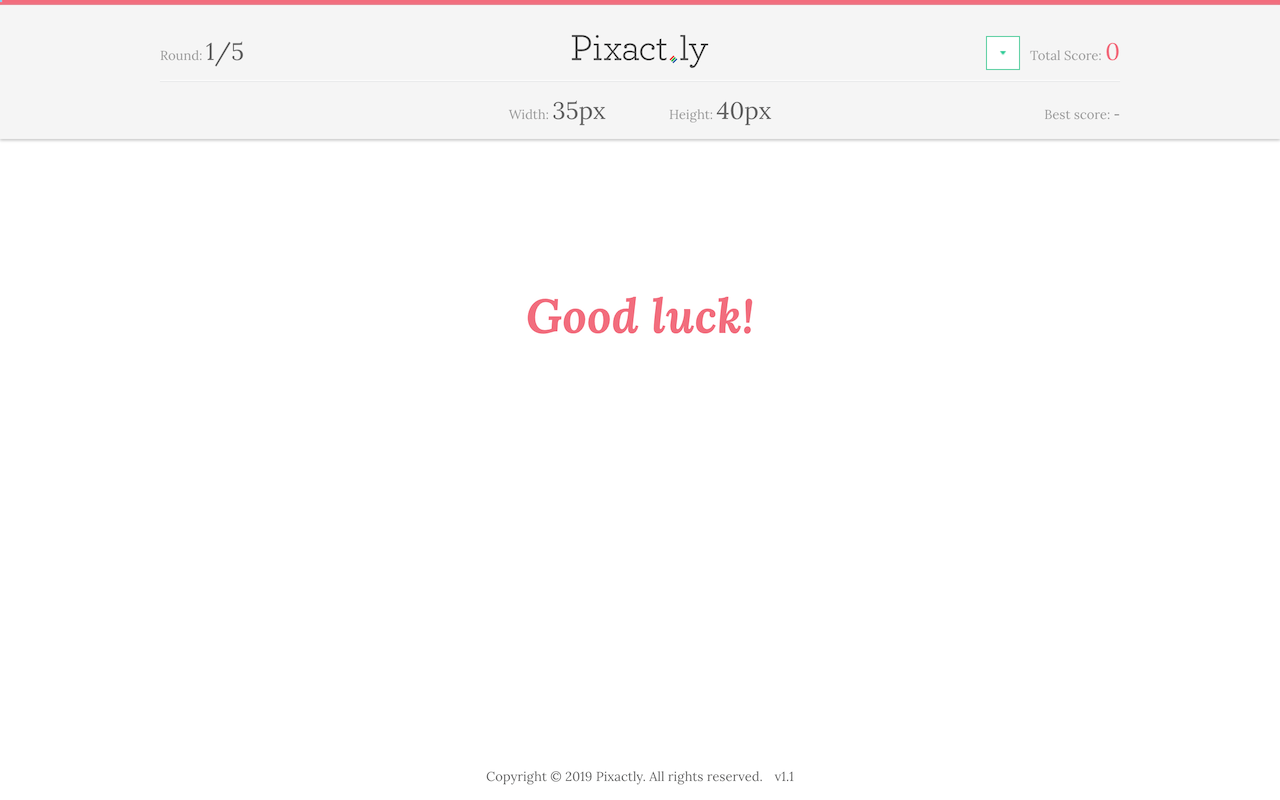 Round: 1/5
Pixact.ly
Total Score: 0
Width: 35px Height: 40px
Best score: -
Good luck!
Copyright © 2019 Pixactly. All rights reserved. v1.1